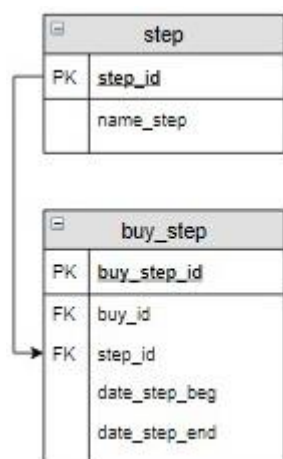 step
PK step_id
name_step
buy_step
PK buy_step_id
FK buy_id
FK step_id
date_step_beg
date_step_end